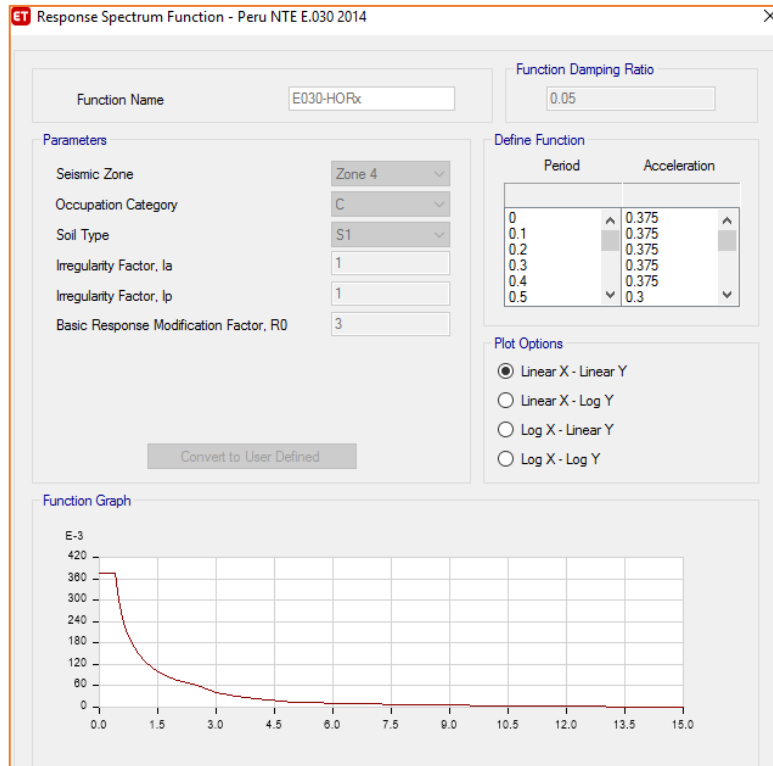 ET Response Spectrum Function - Peru NTE E.030 2014
Function Name
E030-HORx
Function Damping Ratio
0.05
Parameters
Seismic Zone
Zone 4
Occupation Category
C
Soil Type
S1
Irregularity Factor, Ia
1
Irregularity Factor, Ip
1
Basic Response Modification Factor, R0
3
Convert to User Defined
Define Function
Period Acceleration
0 0.375
0.1 0.375
0.2 0.375
0.3 0.375
0.4 0.375
0.5 0.3
Plot Options
Linear X - Linear Y
Linear X - Log Y
Log X - Linear Y
Log X - Log Y
Function Graph
E-3
420
360
300
240
180
120
60
0
0.0 1.5 3.0 4.5 6.0 7.5 9.0 10.5 12.0 13.5 15.0